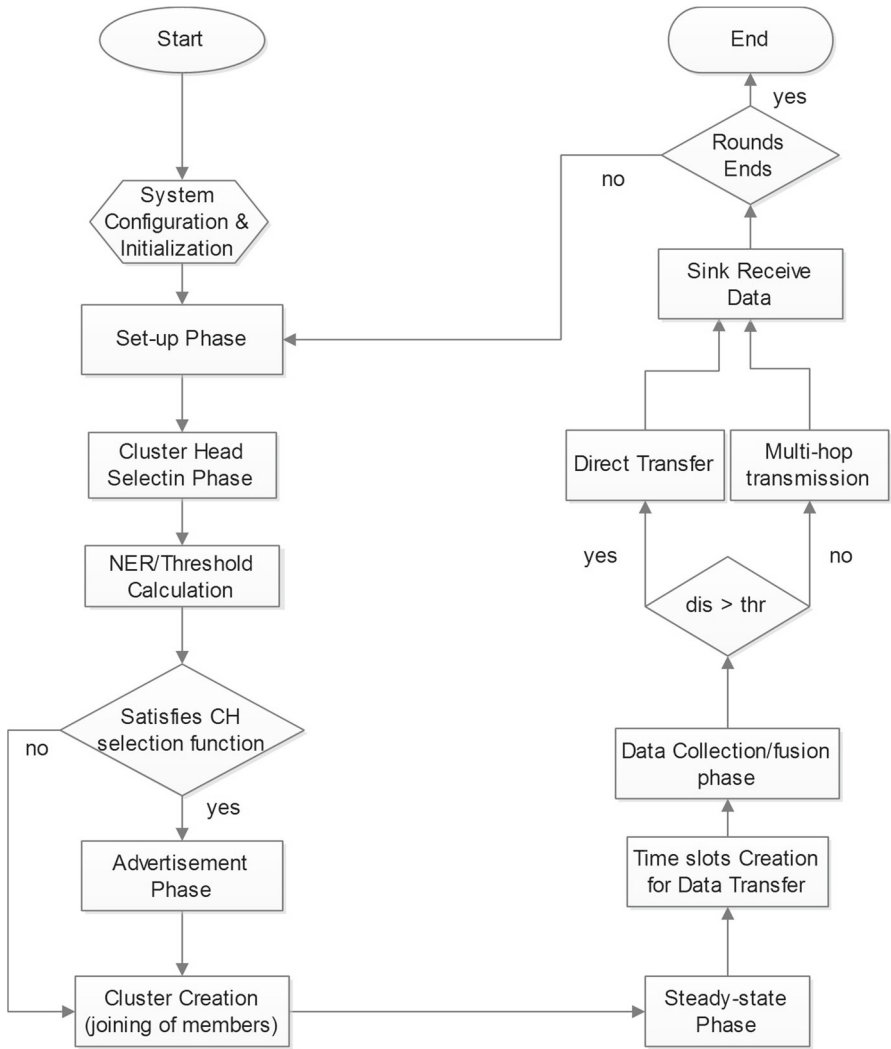 Start
System
Configuration &
Initialization
Set-up Phase
Cluster Head
Selectin Phase
NER/Threshold
Calculation
Satisfies CH
selection function
no
yes
Advertisement
Phase
Cluster Creation
(joining of members)
Steady-state
Phase
Time slots Creation
for Data Transfer
Data Collection/fusion
phase
dis > thr
yes
no
Direct Transfer
Multi-hop
transmission
Sink Receive
Data
Rounds
Ends
no
yes
End